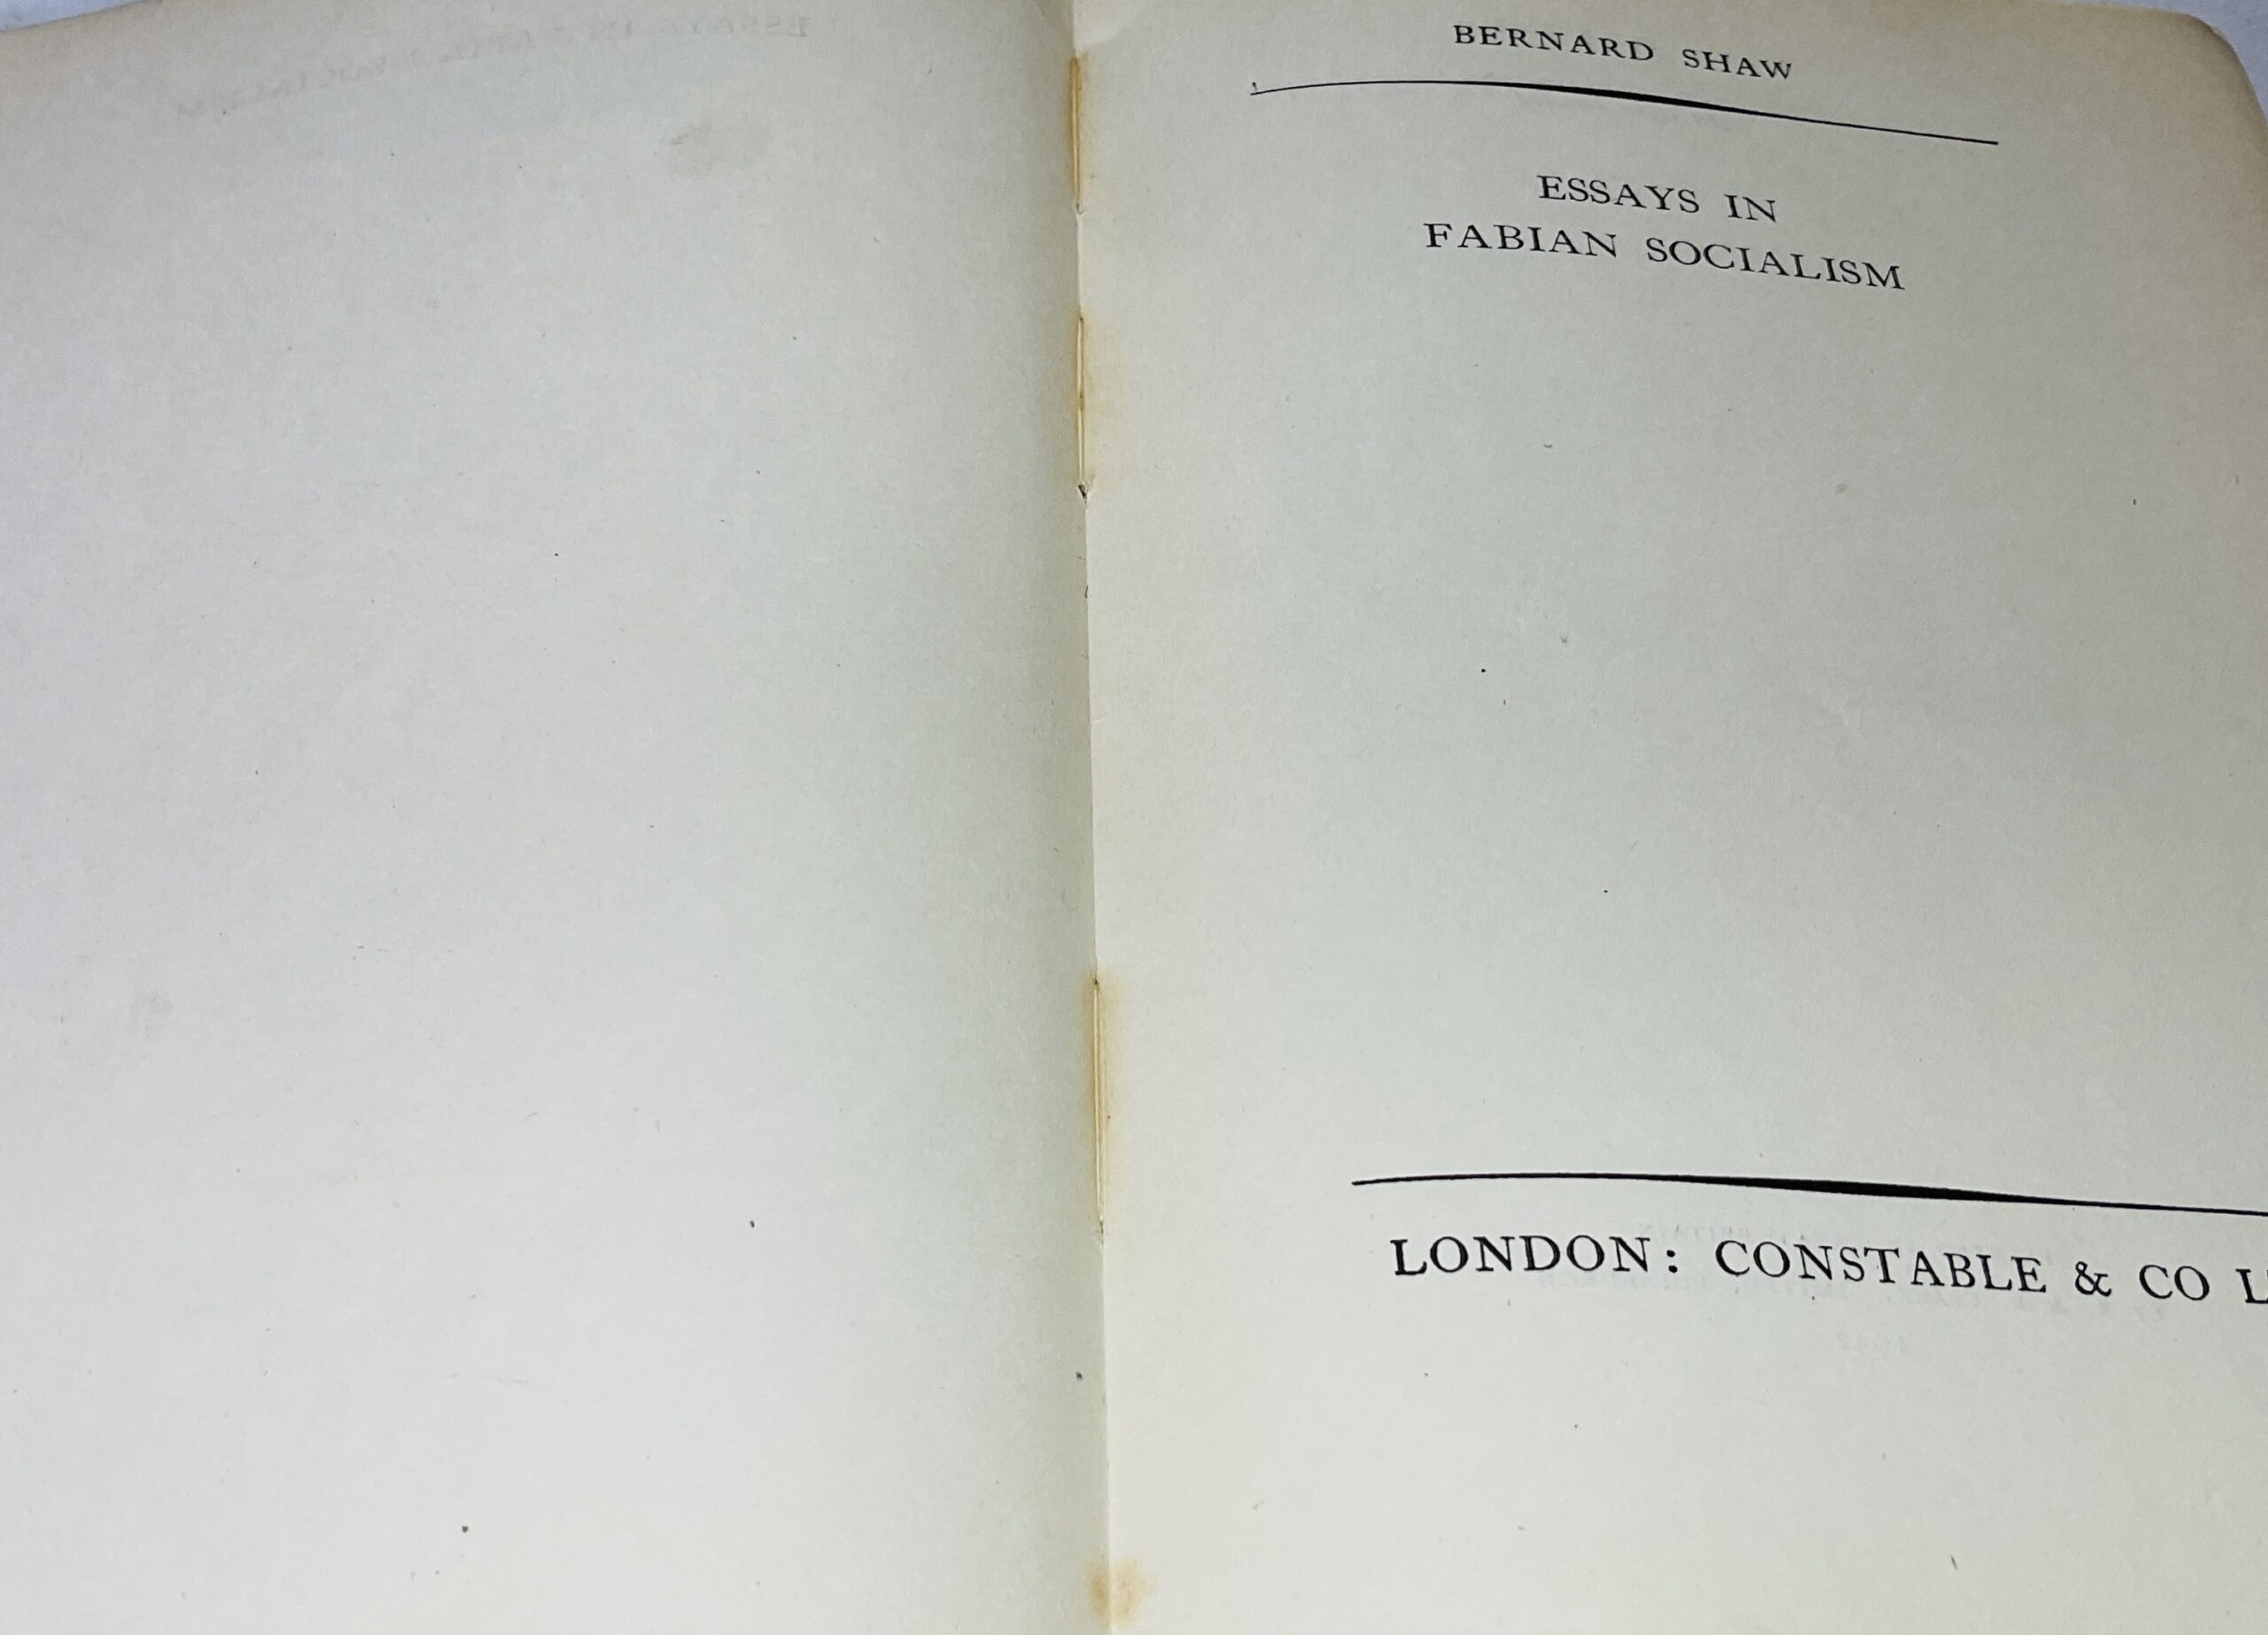 BERNARD SHAW
ESSAYS IN
FABIAN SOCIALISM
LONDON: CONSTABLE & CO